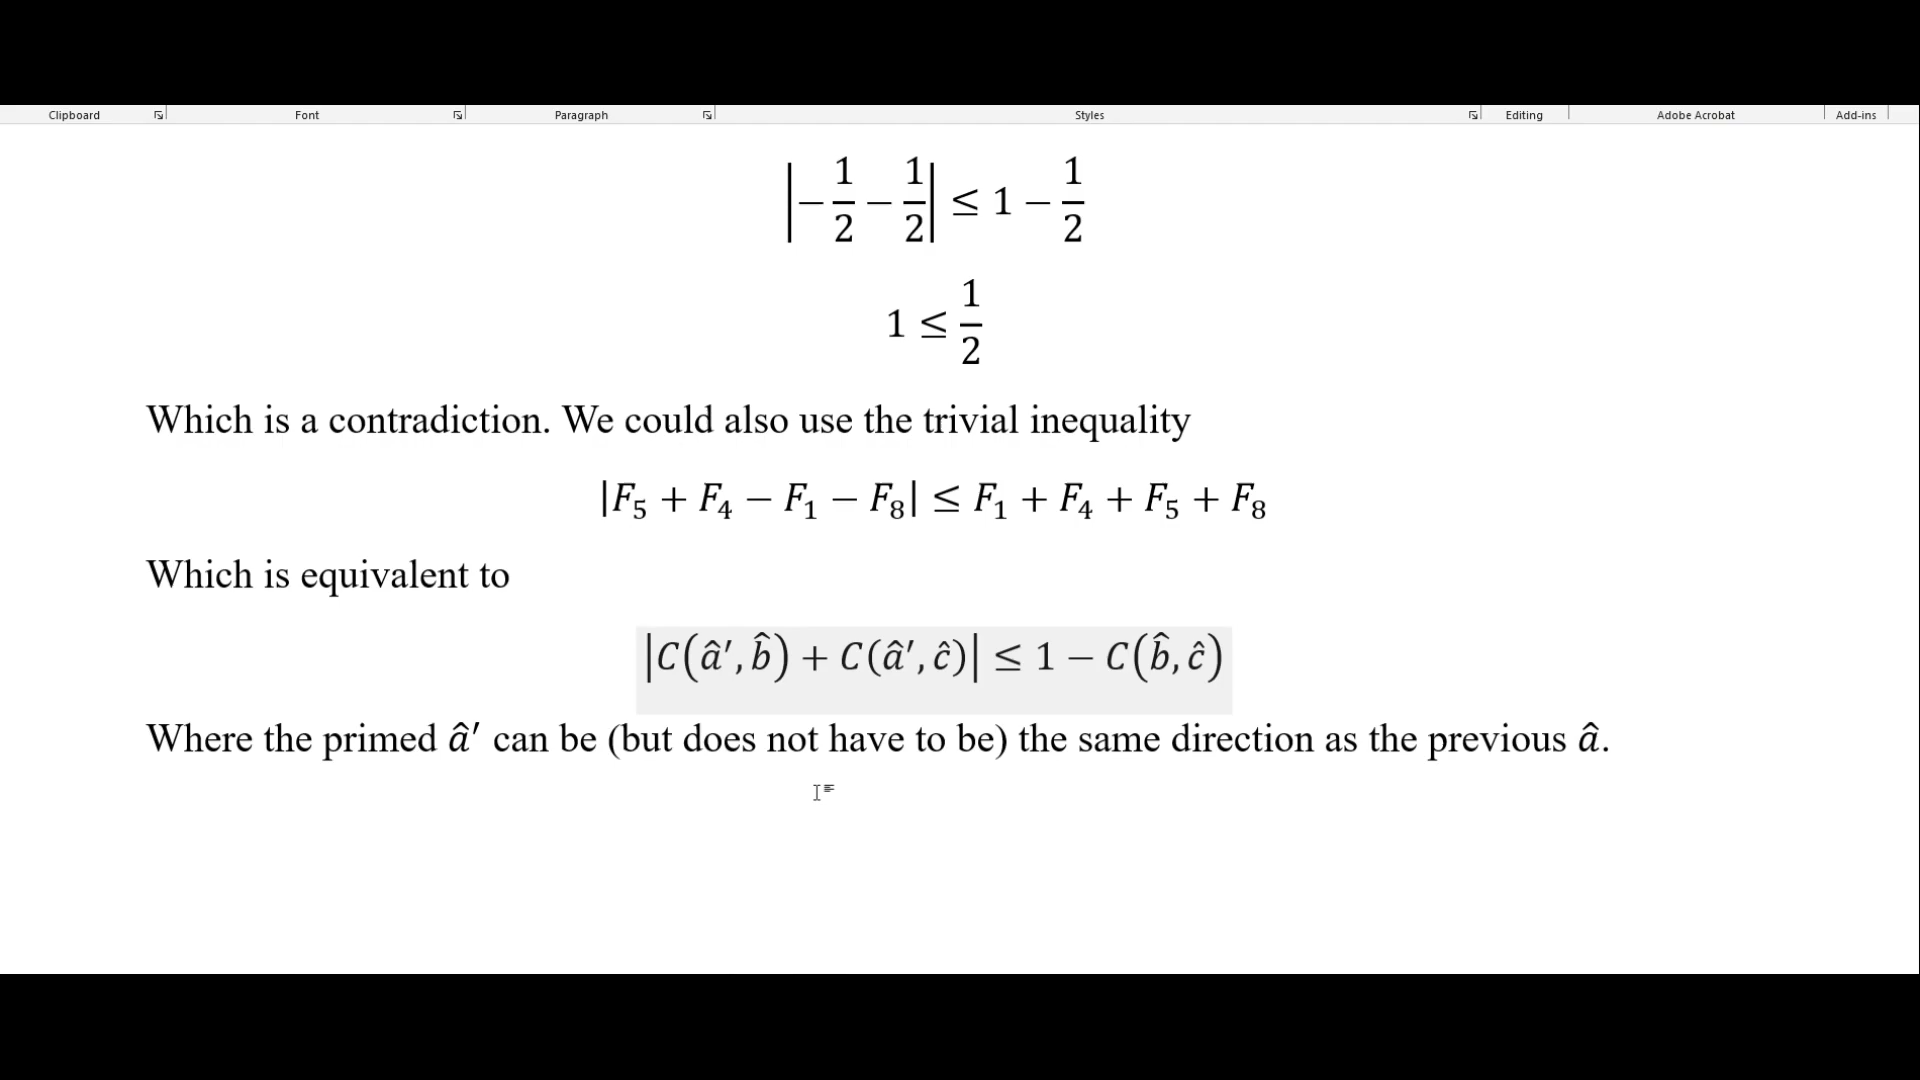 Clipboard Font Paragraph Styles Editing Adobe Acrobat Add-ins
|−1/2 − 1/2| ≤ 1 − 1/2
1 ≤ 1/2
Which is a contradiction. We could also use the trivial inequality
|F₅ + F₄ − F₁ − F₈| ≤ F₁ + F₄ + F₅ + F₈
Which is equivalent to
|C(â′, b̂) + C(â′, ĉ)| ≤ 1 − C(b̂, ĉ)
Where the primed â′ can be (but does not have to be) the same direction as the previous â.